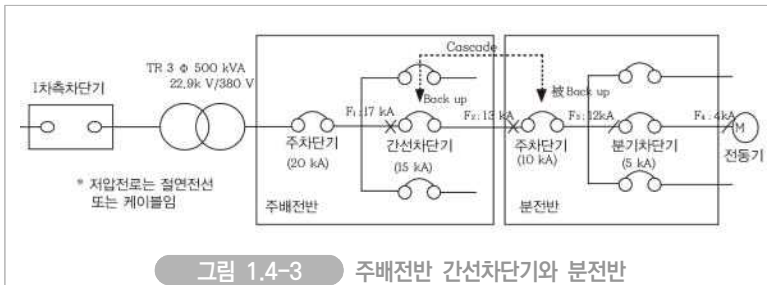 Cascade
TR 3 Φ 500 kVA
22,9k V/380 V
1차측차단기
Back up
被 Back up
F₁:17 kA
F₂:13 kA
F₃:12kA
F₄:4kA
M
주차단기
(20 kA)
간선차단기
(15 kA)
주차단기
(10 kA)
분기차단기
(5 kA)
전동기
* 저압전로는 절연전선
또는 케이블임
주배전반
분전반
그림 1.4-3 주배전반 간선차단기와 분전반